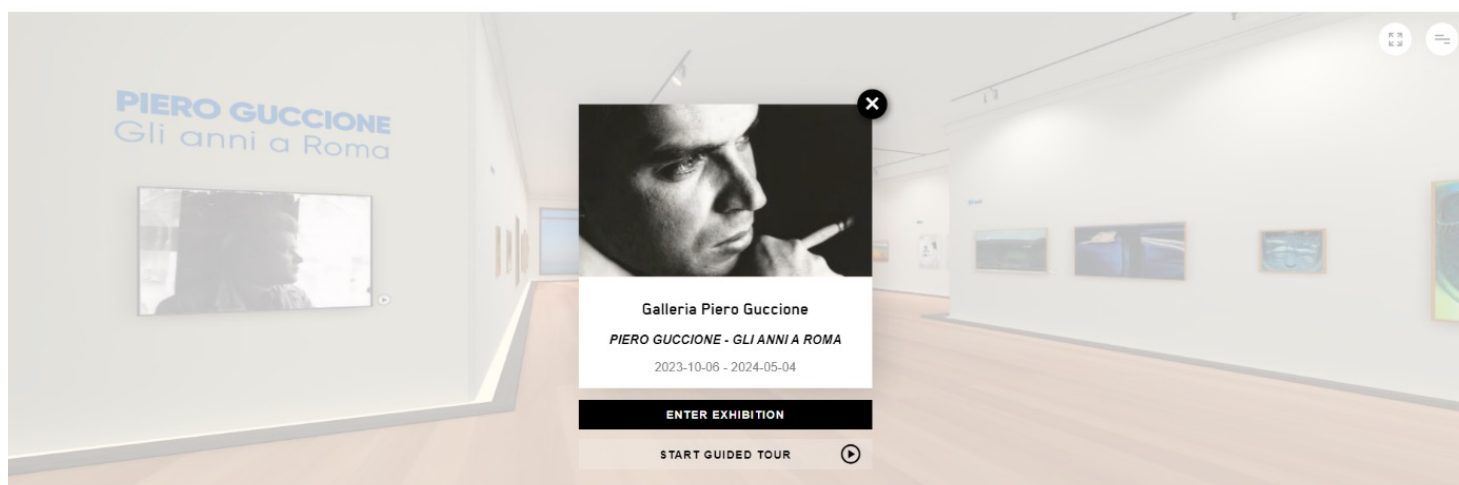 PIERO GUCCIONE
Gli anni a Roma
Galleria Piero Guccione
PIERO GUCCIONE - GLI ANNI A ROMA
2023-10-06 - 2024-05-04
ENTER EXHIBITION
START GUIDED TOUR